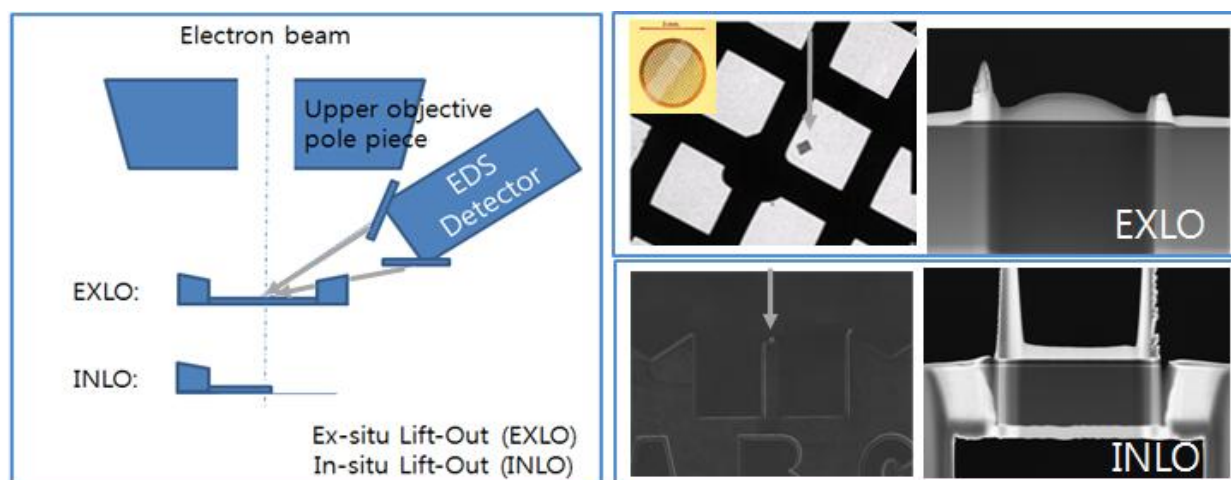 Electron beam
Upper objective
pole piece
EDS
Detector
EXLO:
INLO:
Ex-situ Lift-Out (EXLO)
In-situ Lift-Out (INLO)
EXLO
A B C
INLO